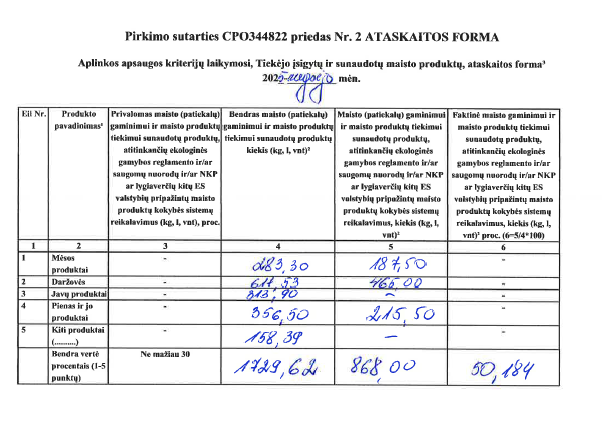 Pirkimo sutarties CPO344822 priedas Nr. 2 ATASKAITOS FORMA
Aplinkos apsaugos kriterijų laikymosi, Tiekėjo įsigytų ir sunaudotų maisto produktų, ataskaitos forma³
2025 mėn.
Eil Nr.
Produkto
pavadinimas¹
Privalomas maisto (patiekalų)
gaminimui ir maisto produktų
tiekimui sunaudotų produktų,
atitinkančių ekologinės
gamybos reglamento ir/ar
saugomų nuorodų ir/ar NKP
ar lygiaverčių kitų ES
valstybių pripažintų maisto
produktų kokybės sistemų
reikalavimus (kg, l, vnt), proc.
Bendras maisto (patiekalų)
gaminimui ir maisto produktų
tiekimui sunaudotų produktų
kiekis (kg, l, vnt)²
Maisto (patiekalų) gaminimui
ir maisto produktų tiekimui
sunaudotų produktų,
atitinkančių ekologinės
gamybos reglamento ir/ar
saugomų nuorodų ir/ar NKP
ar lygiaverčių kitų ES
valstybių pripažintų maisto
produktų kokybės sistemų
reikalavimus, kiekis (kg, l,
vnt)²
Faktinė maisto gaminimui ir
maisto produktų tiekimui
sunaudotų produktų,
atitinkančių ekologinės
gamybos reglamento ir/ar
saugomų nuorodų ir/ar NKP
ar lygiaverčių kitų ES
valstybių pripažintų maisto
produktų kokybės sistemų
reikalavimus, kiekis (kg, l,
vnt)² proc. (6=5/4*100)
1 2 3 4 5 6
1 Mėsos
produktai - 283,30 187,50 -
2 Daržovės - 617,53 465,00 -
3 Javų produktai - 313,90 – -
4 Pienas ir jo
produktai - 356,50 215,50 -
5 Kiti produktai
(..........) - 158,39 – -
Bendra vertė
procentais (1-5
punktų) Ne mažiau 30 1729,62 868,00 50,184